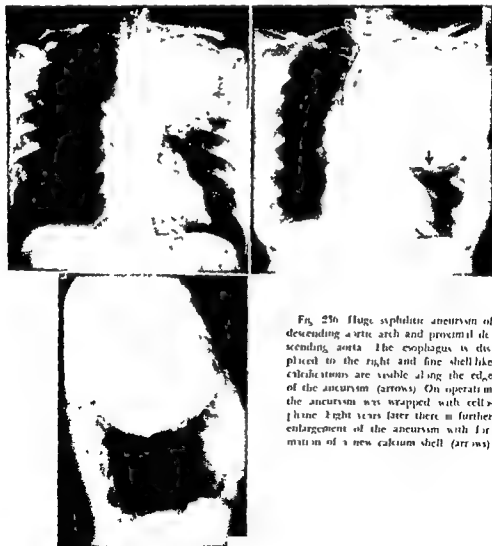 Fig. 256 Huge syphilitic aneurysm of
descending aortic arch and proximal de
scending aorta The esophagus is dis
placed to the right and fine shell like
calcifications are visible along the edge
of the aneurysm (arrows) On operation
the aneurysm was wrapped with cello
phane Eight years later there is further
enlargement of the aneurysm with for
mation of a new calcium shell (arrows)